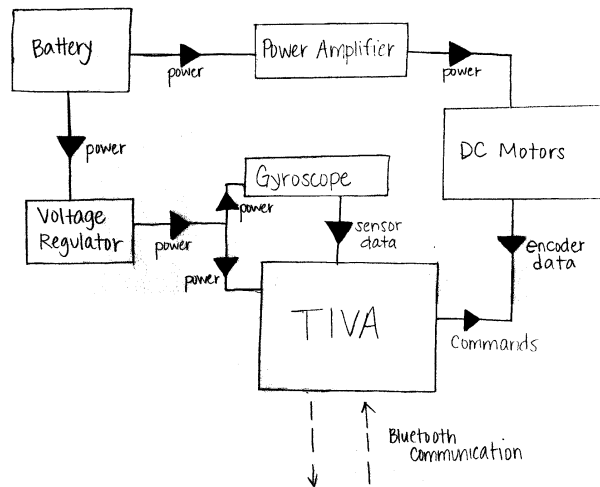 Battery
Power Amplifier
power
power
DC Motors
power
Gyroscope
Voltage
Regulator
power
power
sensor
data
encoder
data
power
TIVA
Commands
Bluetooth
Communication